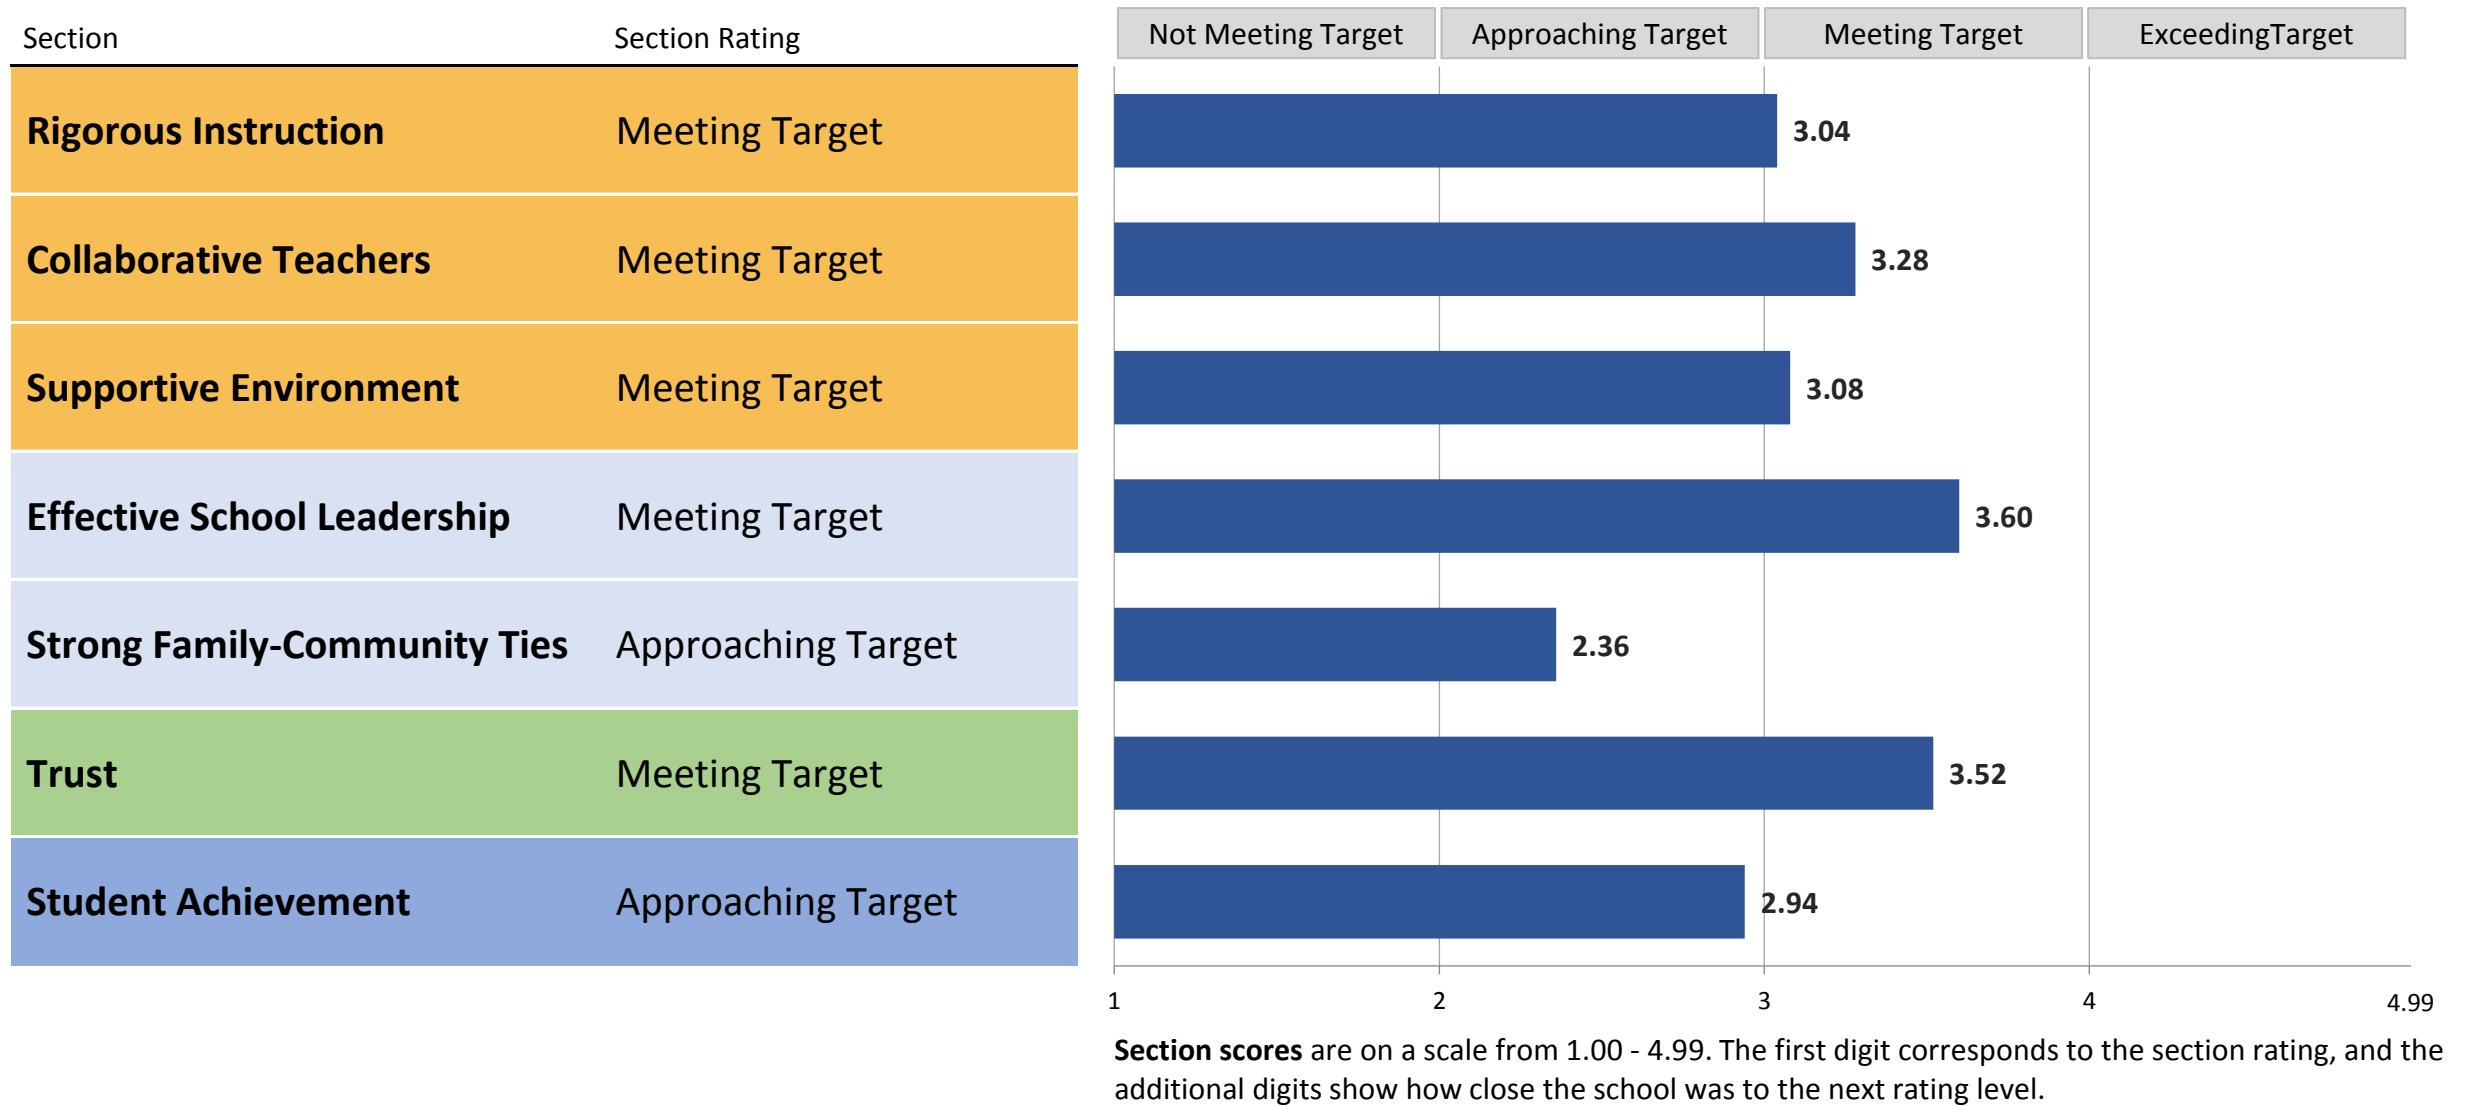 Section Section Rating Not Meeting Target Approaching Target Meeting Target ExceedingTarget
Rigorous Instruction Meeting Target 3.04
Collaborative Teachers Meeting Target 3.28
Supportive Environment Meeting Target 3.08
Effective School Leadership Meeting Target 3.60
Strong Family-Community Ties Approaching Target 2.36
Trust Meeting Target 3.52
Student Achievement Approaching Target 2.94
1 2 3 4 4.99
Section scores are on a scale from 1.00 - 4.99. The first digit corresponds to the section rating, and the
additional digits show how close the school was to the next rating level.